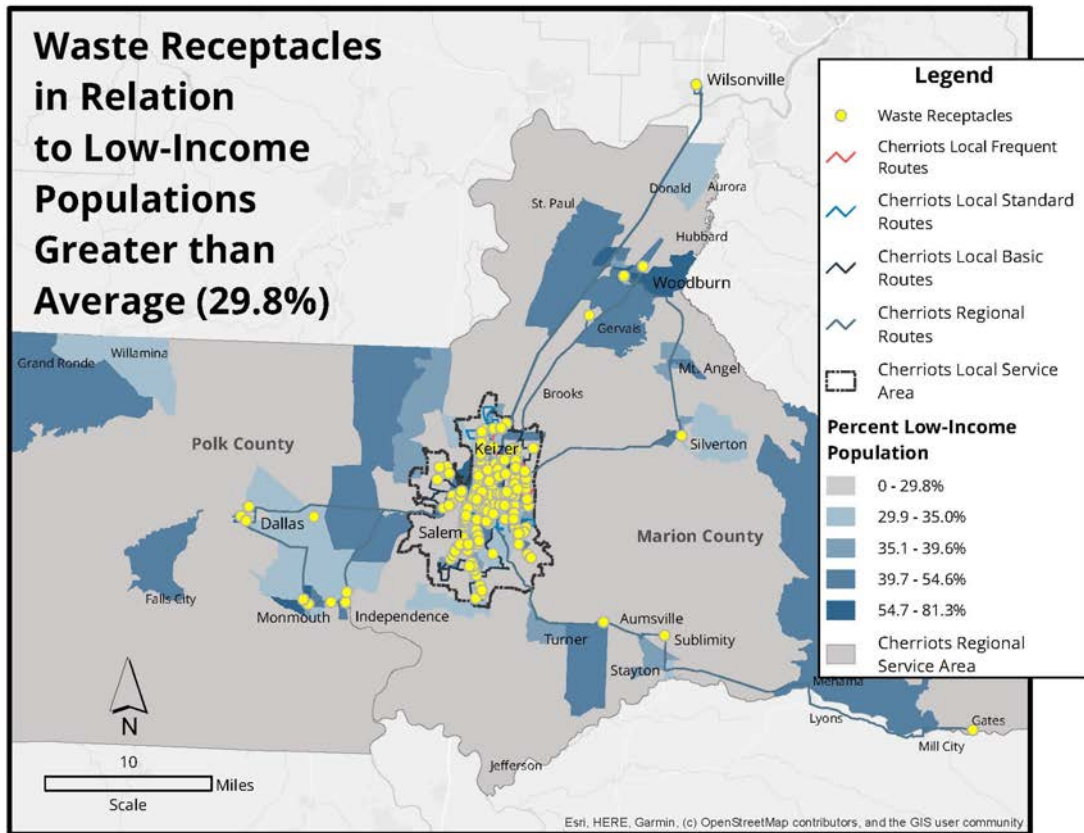 Waste Receptacles
in Relation
to Low-Income
Populations
Greater than
Average (29.8%)
Legend
Waste Receptacles
Cherriots Local Frequent
Routes
Cherriots Local Standard
Routes
Cherriots Local Basic
Routes
Cherriots Regional
Routes
Cherriots Local Service
Area
Percent Low-Income
Population
0 - 29.8%
29.9 - 35.0%
35.1 - 39.6%
39.7 - 54.6%
54.7 - 81.3%
Cherriots Regional
Service Area
Wilsonville
Donald
Aurora
St. Paul
Hubbard
Woodburn
Gervais
Mt. Angel
Brooks
Grand Ronde
Willamina
Polk County
Keizer
Silverton
Dallas
Salem
Marion County
Falls City
Monmouth
Independence
Aumsville
Turner
Sublimity
Stayton
Mehama
Lyons
Gates
Mill City
Jefferson
N
10
Miles
Scale
Esri, HERE, Garmin, (c) OpenStreetMap contributors, and the GIS user community